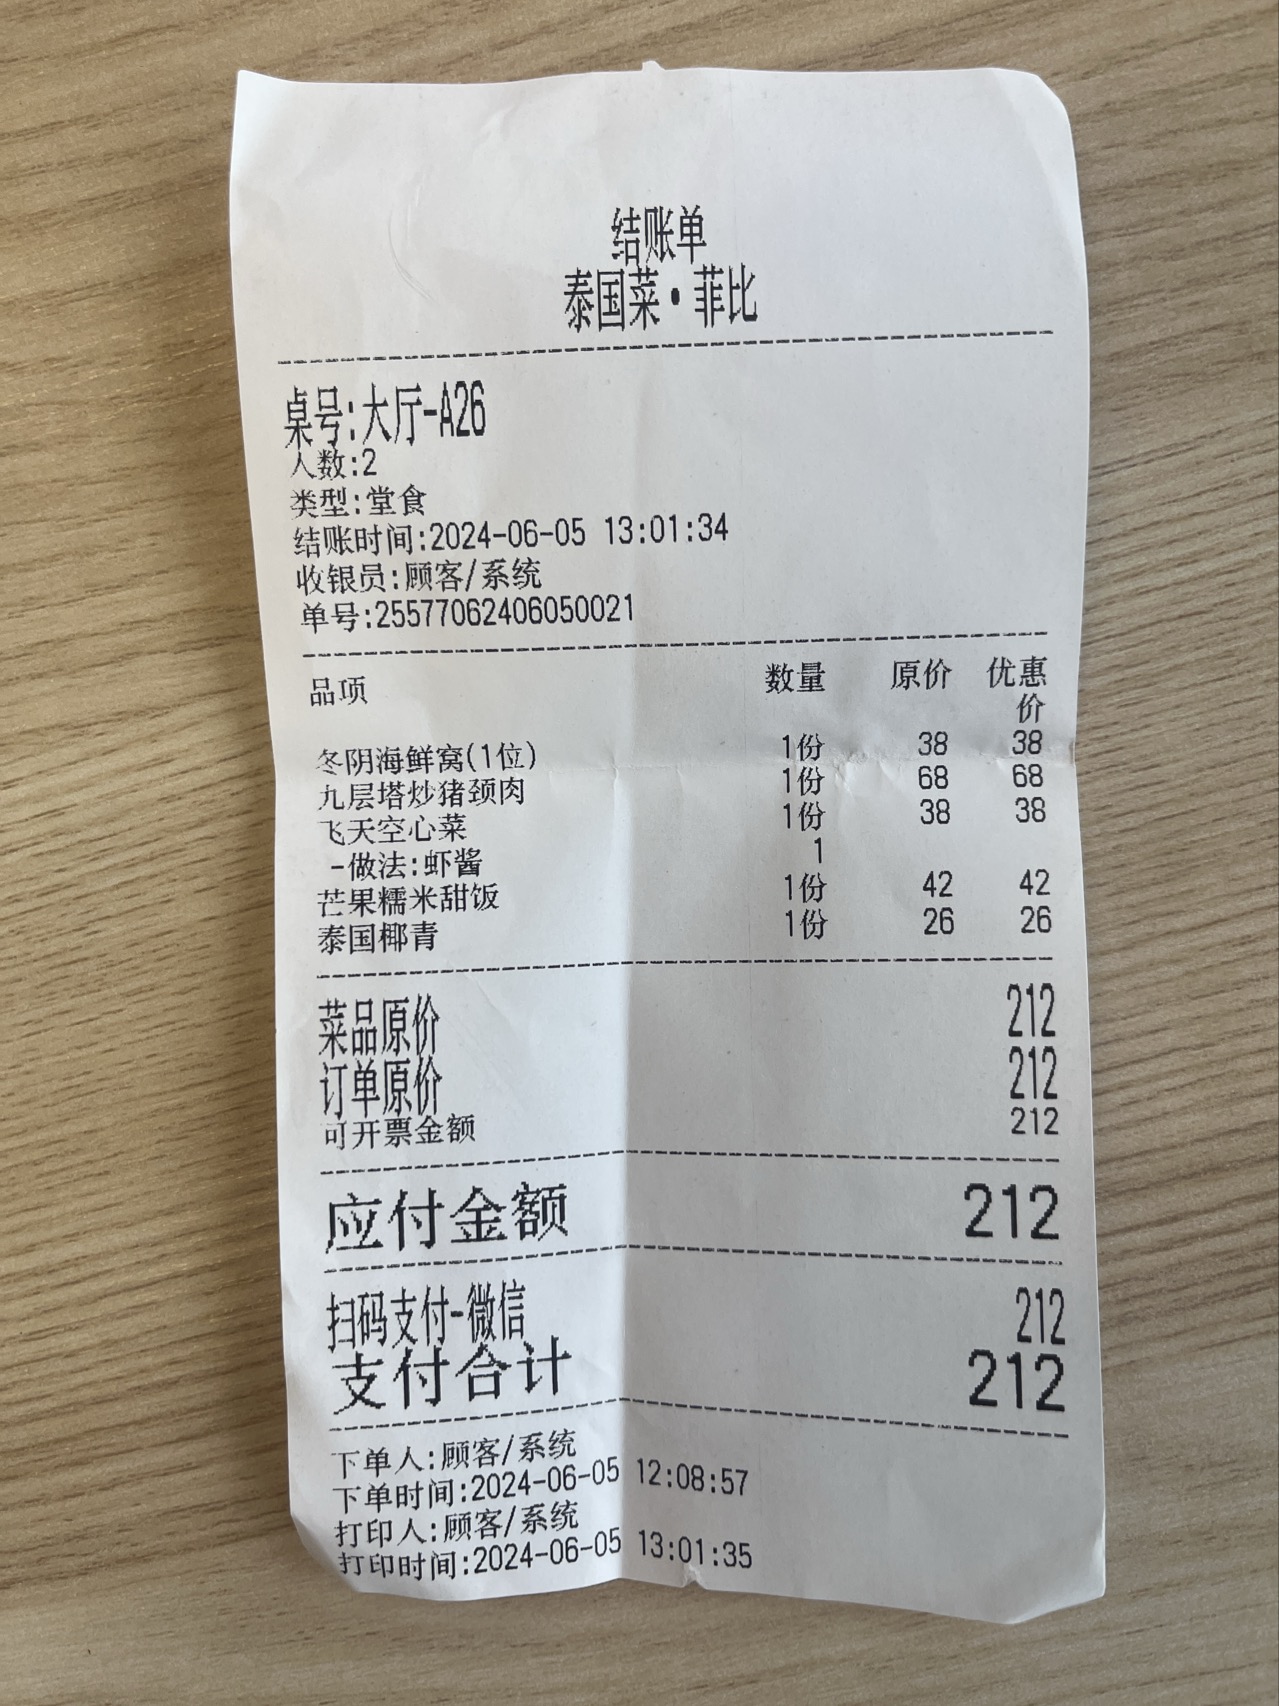 结账单
泰国菜·菲比
桌号:大厅-A26
人数:2
类型:堂食
结账时间:2024-06-05 13:01:34
收银员:顾客/系统
单号:25577062406050021
品项 数量 原价 优惠价
冬阴海鲜窝(1位) 1份 38 38
九层塔炒猪颈肉 1份 68 68
飞天空心菜 1份 38 38
-做法:虾酱 1
芒果糯米甜饭 1份 42 42
泰国椰青 1份 26 26
菜品原价 212
订单原价 212
可开票金额 212
应付金额 212
扫码支付-微信 212
支付合计 212
下单人:顾客/系统
下单时间:2024-06-05 12:08:57
打印人:顾客/系统
打印时间:2024-06-05 13:01:35